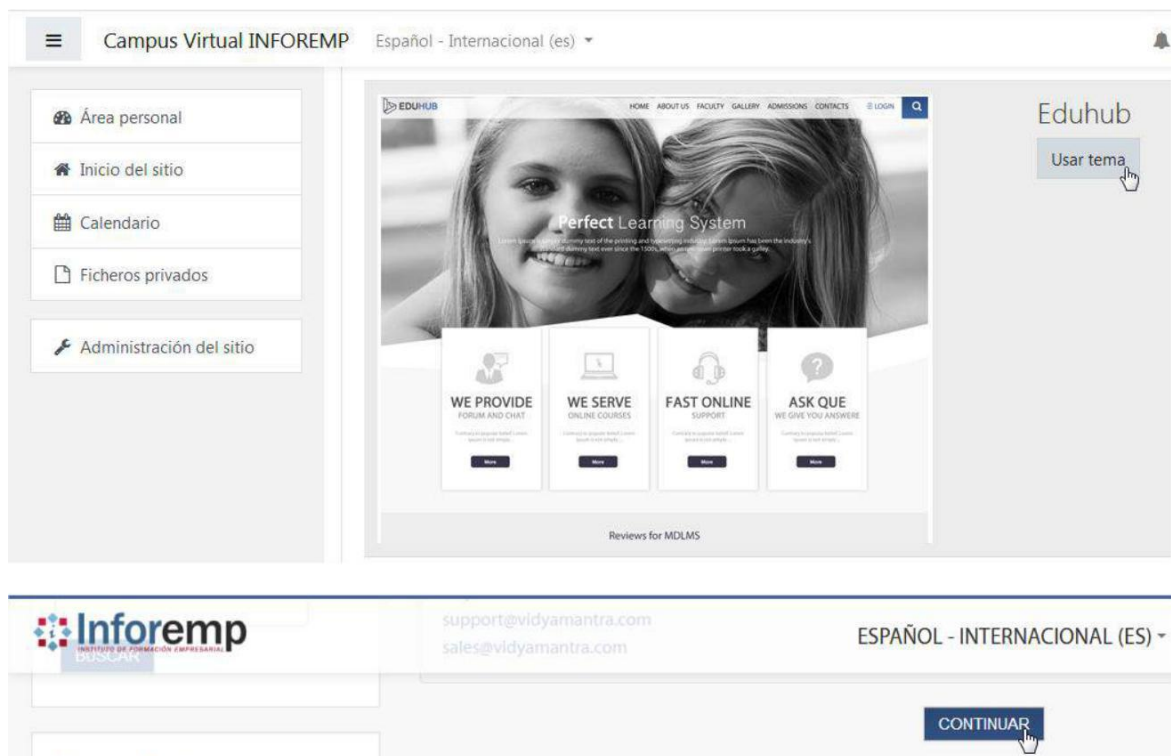 Campus Virtual INFOREMP Español - Internacional (es)
Área personal
Inicio del sitio
Calendario
Ficheros privados
Administración del sitio
EDUHUB HOME ABOUT US FACULTY GALLERY ADMISSIONS CONTACTS LOGIN
Perfect Learning System
WE PROVIDE
FORUM AND CHAT
More
WE SERVE
ONLINE COURSES
More
FAST ONLINE
SUPPORT
More
ASK QUE
WE GIVE YOU ANSWERE
More
Reviews for MDLMS
Eduhub
Usar tema
Inforemp
INSTITUTO DE FORMACIÓN EMPRESARIAL
BUSCAR
support@vidyamantra.com
sales@vidyamantra.com
ESPAÑOL - INTERNACIONAL (ES)
CONTINUAR